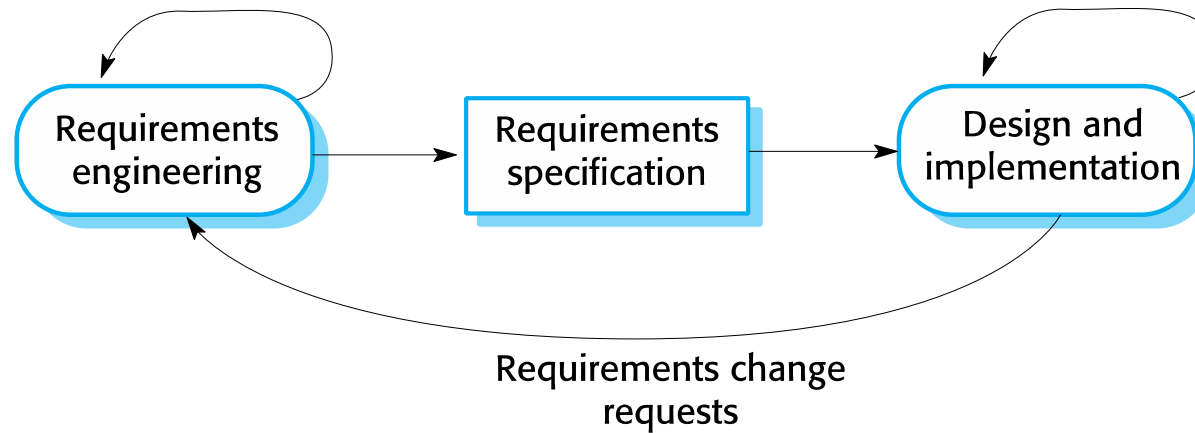 Requirements
engineering
Requirements
specification
Design and
implementation
Requirements change
requests